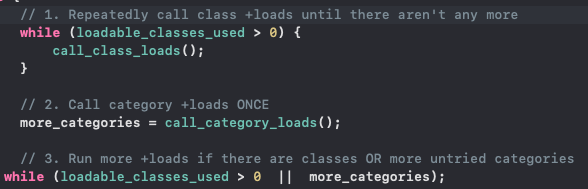 // 1. Repeatedly call class +loads until there aren't any more
while (loadable_classes_used > 0) {
call_class_loads();
}
// 2. Call category +loads ONCE
more_categories = call_category_loads();
// 3. Run more +loads if there are classes OR more untried categories
while (loadable_classes_used > 0 || more_categories);